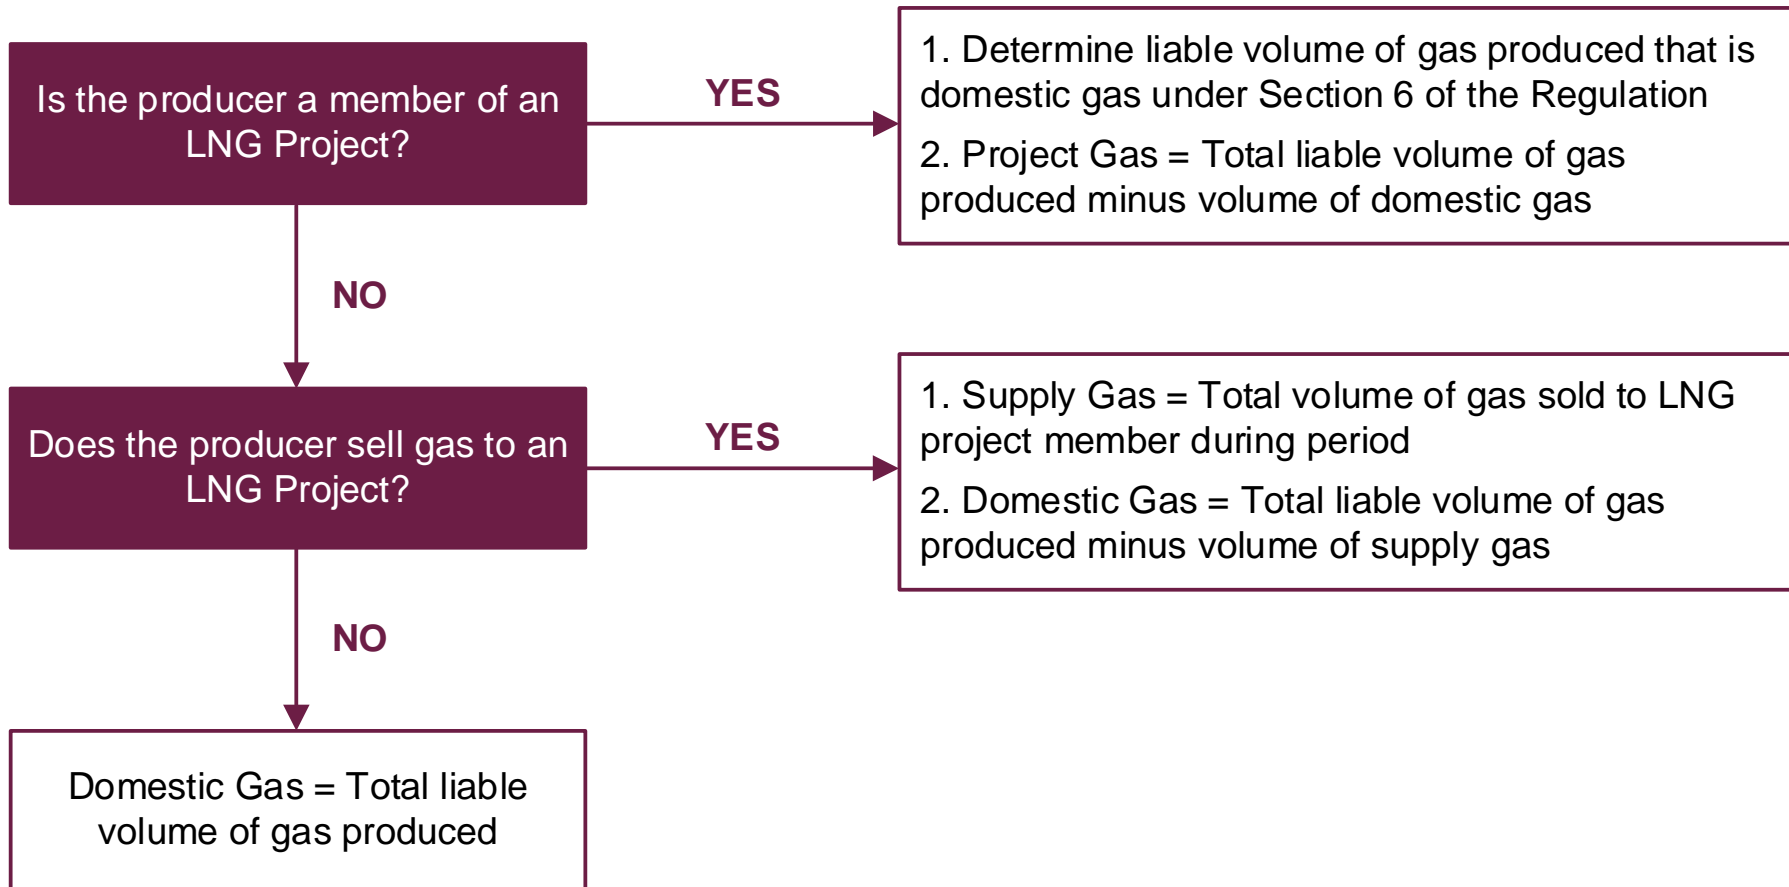 Is the producer a member of an
LNG Project?
YES
1. Determine liable volume of gas produced that is
domestic gas under Section 6 of the Regulation
2. Project Gas = Total liable volume of gas
produced minus volume of domestic gas
NO
Does the producer sell gas to an
LNG Project?
YES
1. Supply Gas = Total volume of gas sold to LNG
project member during period
2. Domestic Gas = Total liable volume of gas
produced minus volume of supply gas
NO
Domestic Gas = Total liable
volume of gas produced